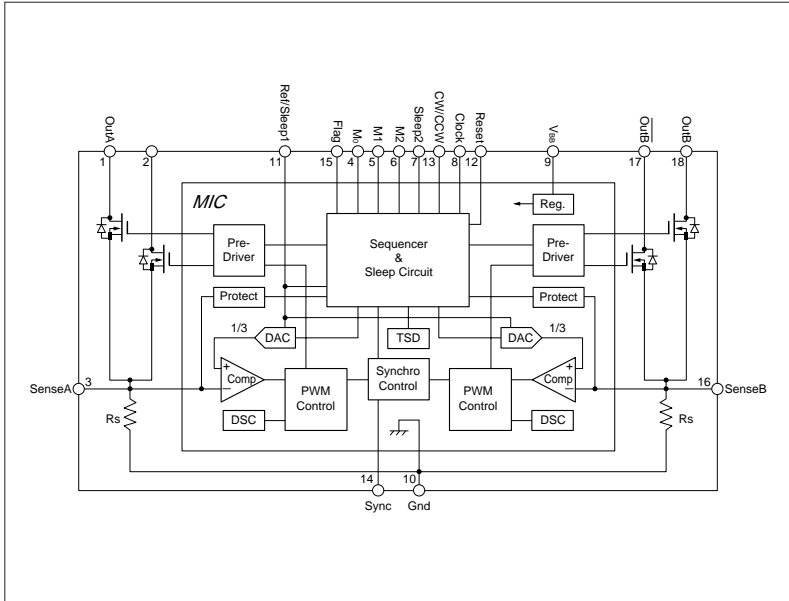 OutA
Ref/Sleep1
Flag
M0
M1
M2
Sleep2
CW/CCW
Clock
Reset
VBB
OutB
OutB
1
2
11
15
4
5
6
7
13
8
12
9
17
18
MIC
Reg.
Pre-
Driver
Sequencer
&
Sleep Circuit
Pre-
Driver
Protect
Protect
1/3
DAC
TSD
DAC
1/3
SenseA
3
+
Comp
−
PWM
Control
Synchro
Control
PWM
Control
+
Comp
−
16
SenseB
Rs
DSC
DSC
Rs
14
10
Sync
Gnd